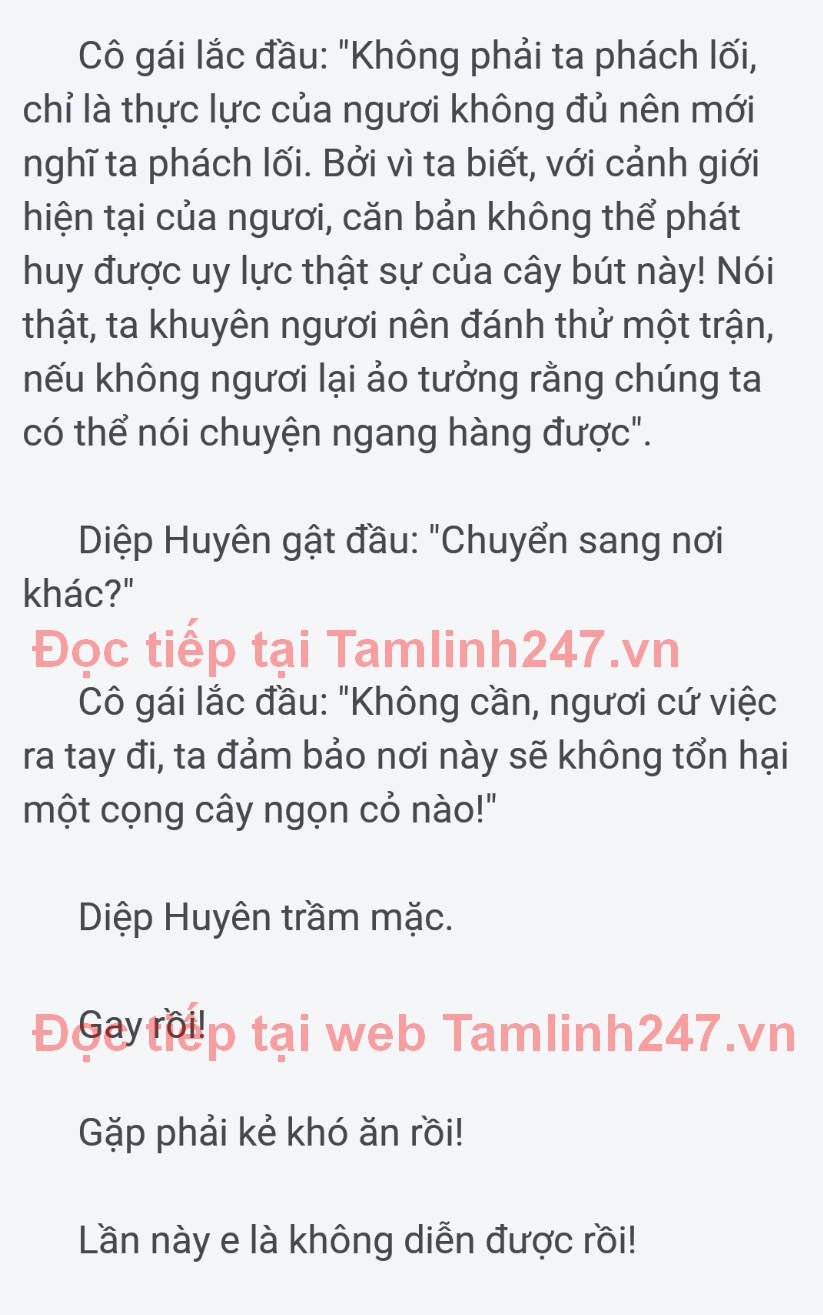 Cô gái lắc đầu: "Không phải ta phách lối,
chỉ là thực lực của ngươi không đủ nên mới
nghĩ ta phách lối. Bởi vì ta biết, với cảnh giới
hiện tại của ngươi, căn bản không thể phát
huy được uy lực thật sự của cây bút này! Nói
thật, ta khuyên ngươi nên đánh thử một trận,
nếu không ngươi lại ảo tưởng rằng chúng ta
có thể nói chuyện ngang hàng được".
Diệp Huyên gật đầu: "Chuyển sang nơi
khác?"
Đọc tiếp tại Tamlinh247.vn
Cô gái lắc đầu: "Không cần, ngươi cứ việc
ra tay đi, ta đảm bảo nơi này sẽ không tổn hại
một cọng cây ngọn cỏ nào!"
Diệp Huyên trầm mặc.
Gay rồi!
Đọc tiếp tại web Tamlinh247.vn
Gặp phải kẻ khó ăn rồi!
Lần này e là không diễn được rồi!